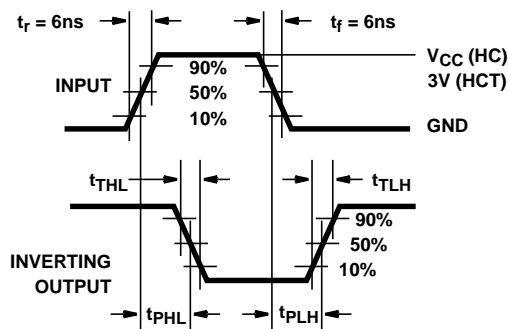 tr = 6ns
tf = 6ns
INPUT
90%
50%
10%
VCC (HC)
3V (HCT)
GND
tTHL
tTLH
90%
50%
10%
INVERTING
OUTPUT
tPHL
tPLH